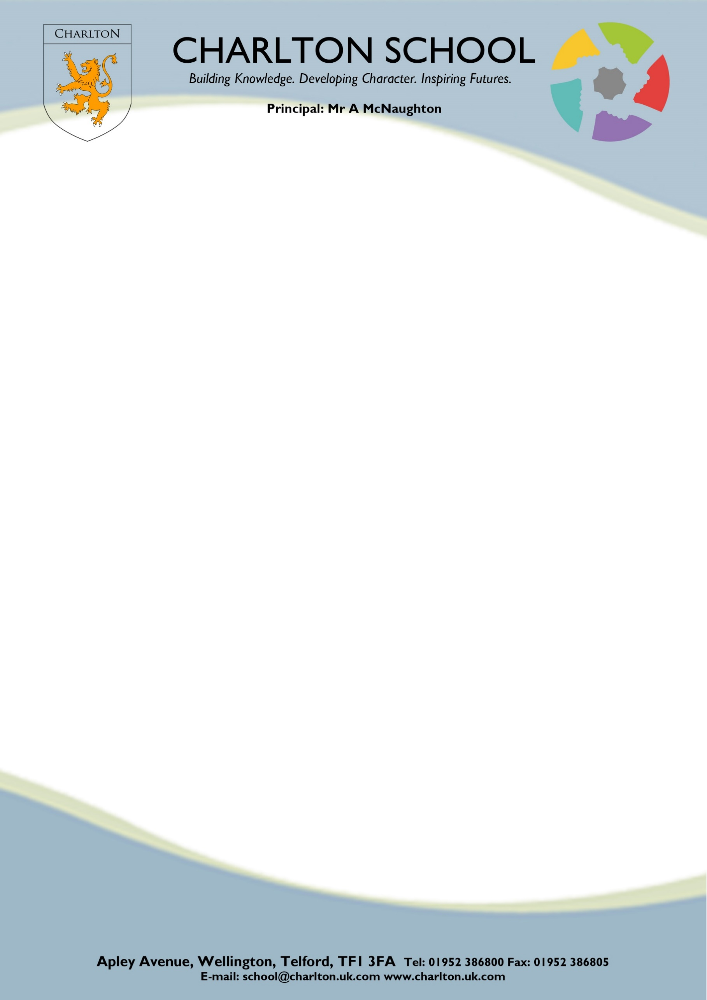 CHARLTON
CHARLTON SCHOOL
Building Knowledge. Developing Character. Inspiring Futures.
Principal: Mr A McNaughton
Apley Avenue, Wellington, Telford, TF1 3FA Tel: 01952 386800 Fax: 01952 386805
E-mail: school@charlton.uk.com www.charlton.uk.com